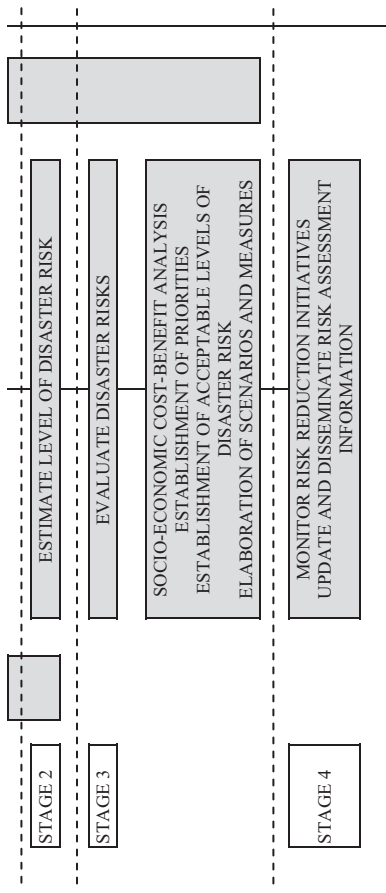 STAGE 2
ESTIMATE LEVEL OF DISASTER RISK
STAGE 3
EVALUATE DISASTER RISKS
SOCIO-ECONOMIC COST-BENEFIT ANALYSIS
ESTABLISHMENT OF PRIORITIES
ESTABLISHMENT OF ACCEPTABLE LEVELS OF
DISASTER RISK
ELABORATION OF SCENARIOS AND MEASURES
STAGE 4
MONITOR RISK REDUCTION INITIATIVES
UPDATE AND DISSEMINATE RISK ASSESSMENT
INFORMATION